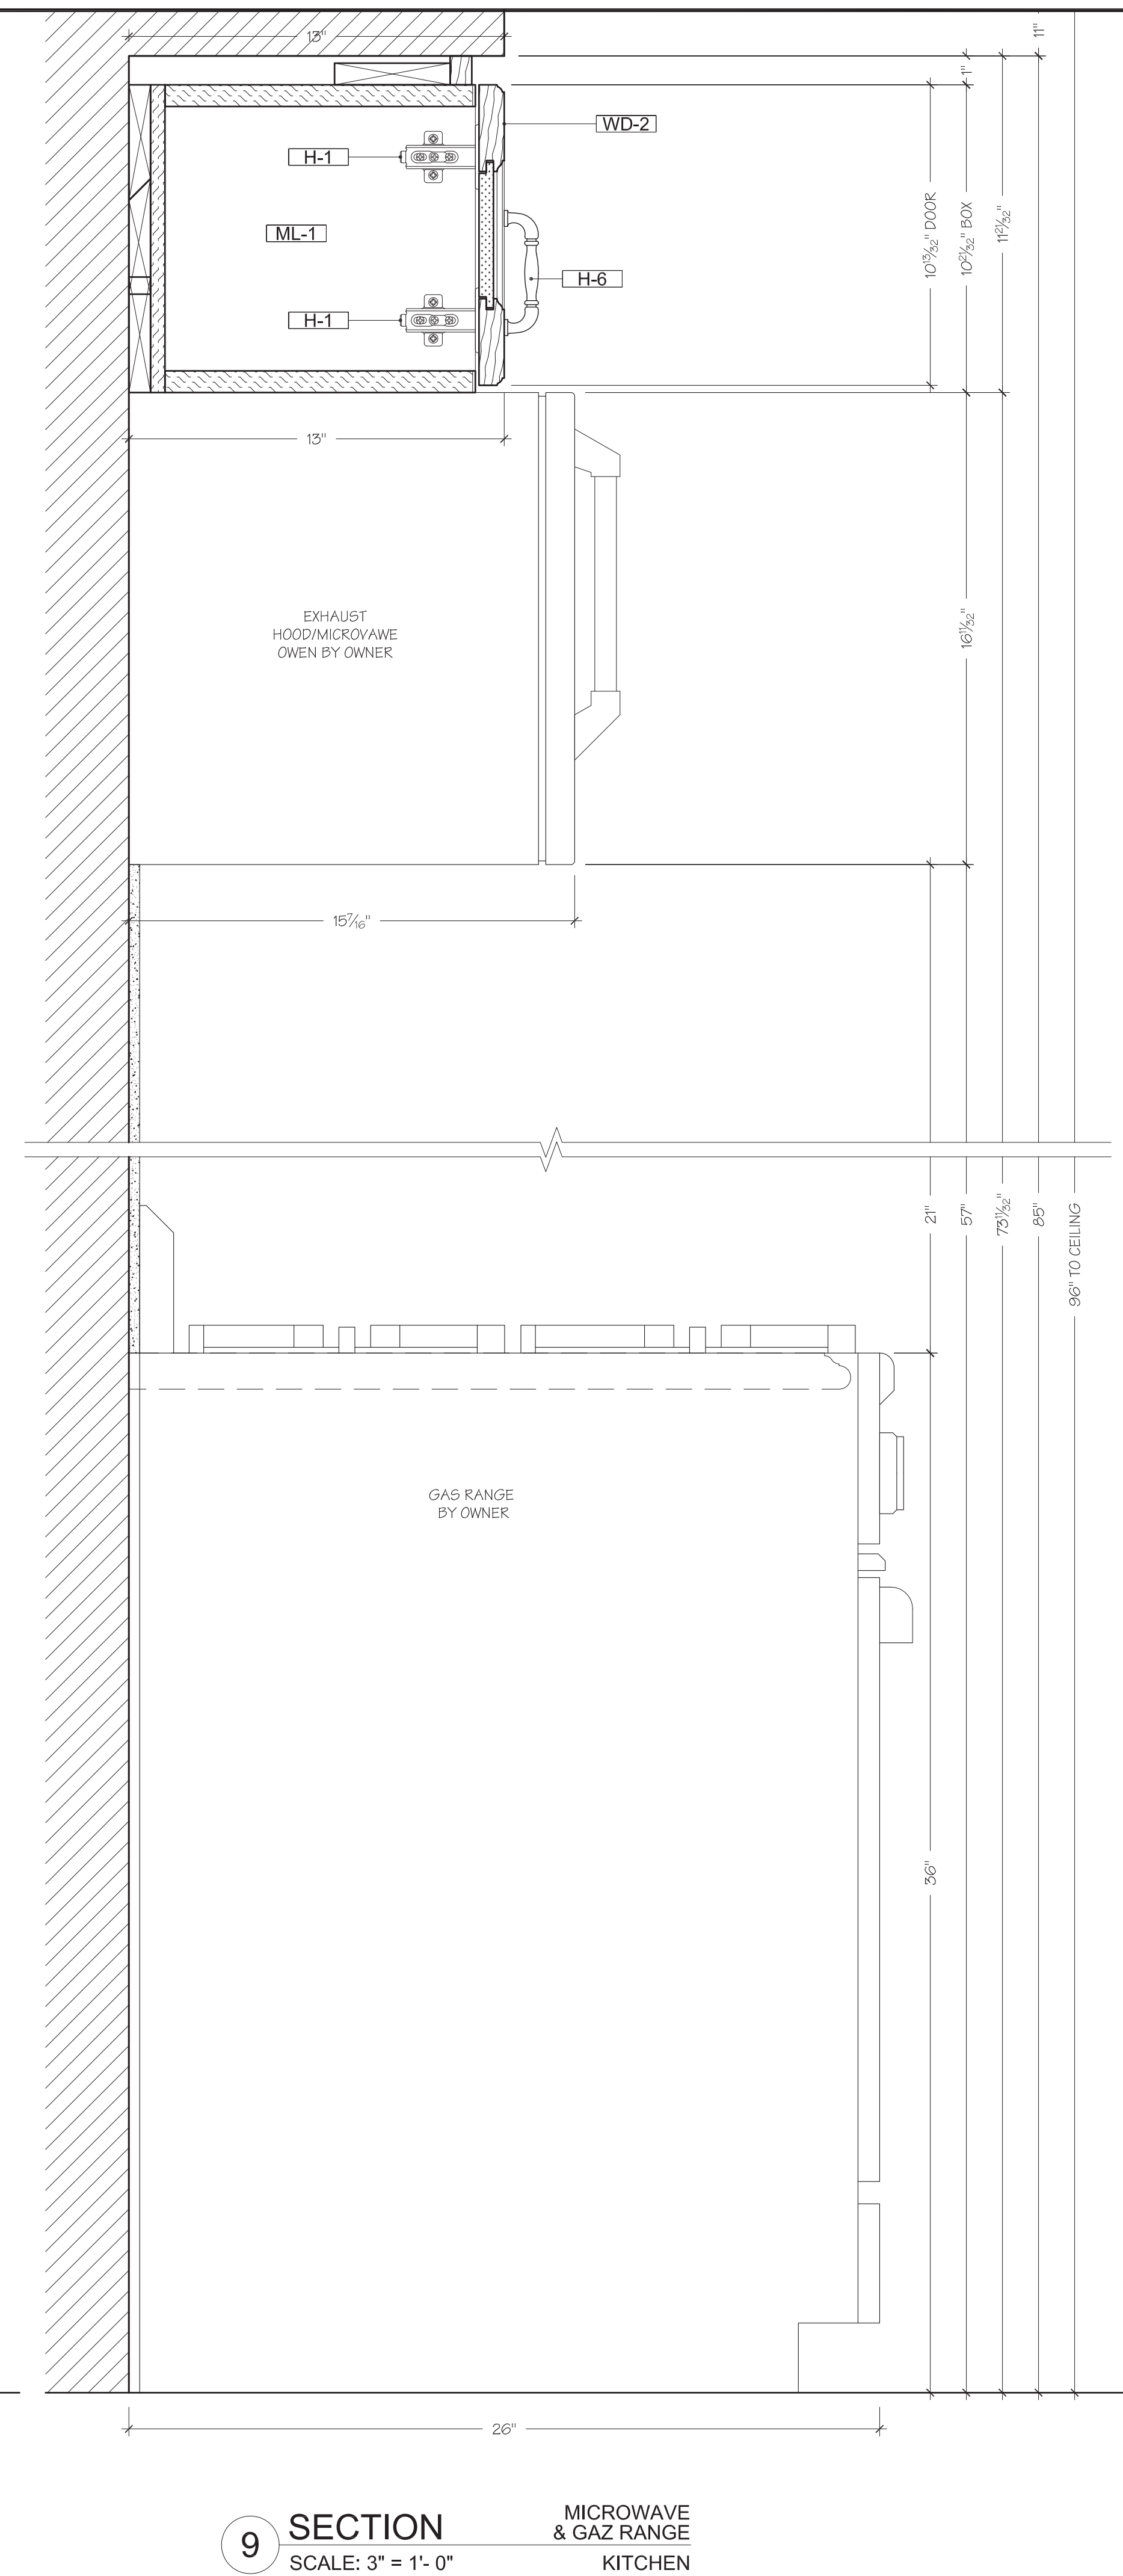 13"
11"
1"
WD-2
H-1
10 13/32" DOOR
10 21/32" BOX
11 21/32"
ML-1
H-6
H-1
13"
EXHAUST
HOOD/MICROVAWE
OWEN BY OWNER
16 11/32"
15 7/16"
21"
57"
73 11/32"
85"
96" TO CEILING
GAS RANGE
BY OWNER
36"
26"
9
SECTION
SCALE: 3" = 1'- 0"
MICROWAVE
& GAZ RANGE
KITCHEN